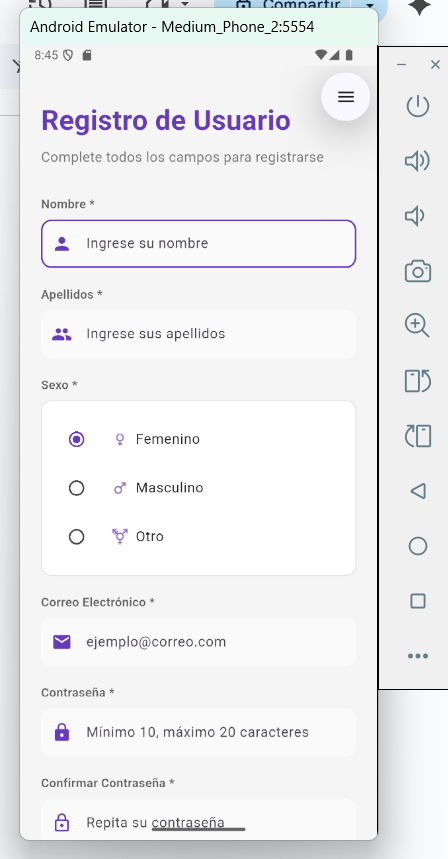 Compartir
Android Emulator - Medium_Phone_2:5554
8:45
Registro de Usuario
Complete todos los campos para registrarse
Nombre *
Ingrese su nombre
Apellidos *
Ingrese sus apellidos
Sexo *
Femenino
Masculino
Otro
Correo Electrónico *
ejemplo@correo.com
Contraseña *
Mínimo 10, máximo 20 caracteres
Confirmar Contraseña *
Repita su contraseña